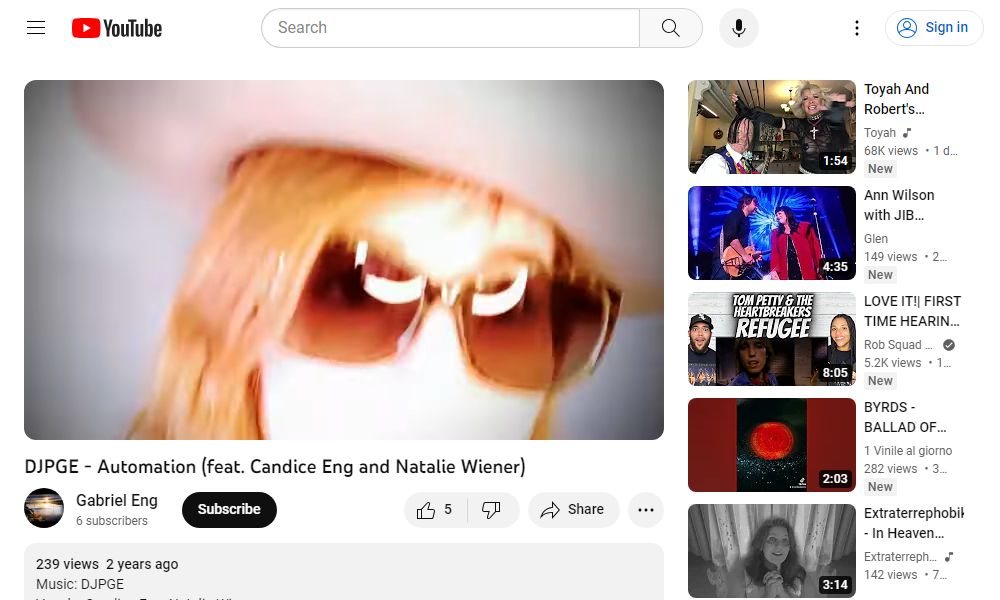 YouTube
Search
Sign in
DJPGE - Automation (feat. Candice Eng and Natalie Wiener)
Gabriel Eng
6 subscribers
Subscribe
5
Share
239 views 2 years ago
Music: DJPGE
Toyah And
Robert's...
Toyah
68K views • 1 d...
New
1:54
Ann Wilson
with JIB...
Glen
149 views • 2...
New
4:35
TOM PETTY & THE
HEARTBREAKERS
REFUGEE
8:05
LOVE IT!| FIRST
TIME HEARIN...
Rob Squad ...
5.2K views • 1...
New
BYRDS -
BALLAD OF...
1 Vinile al giorno
282 views • 3...
New
2:03
Extraterrephobik
- In Heaven...
Extraterreph...
142 views • 7...
3:14